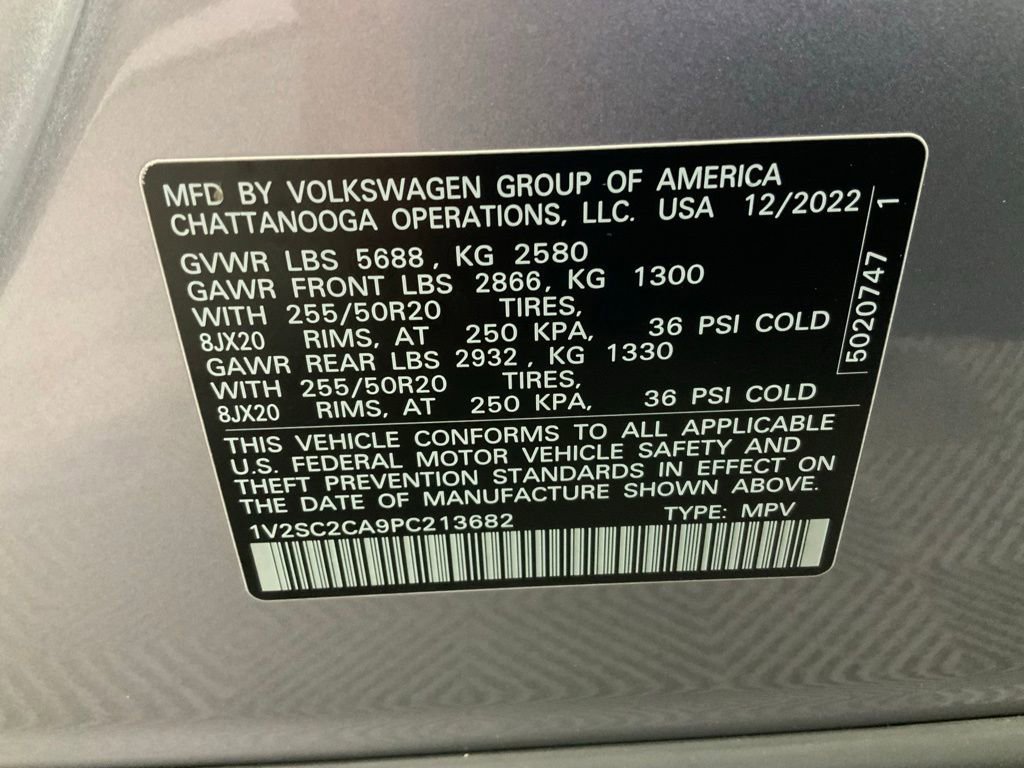 MFD BY VOLKSWAGEN GROUP OF AMERICA
CHATTANOOGA OPERATIONS, LLC. USA 12/2022
GVWR LBS 5688, KG 2580
GAWR FRONT LBS 2866, KG 1300
WITH 255/50R20 TIRES,
8JX20 RIMS, AT 250 KPA, 36 PSI COLD
GAWR REAR LBS 2932, KG 1330
WITH 255/50R20 TIRES,
8JX20 RIMS, AT 250 KPA, 36 PSI COLD
THIS VEHICLE CONFORMS TO ALL APPLICABLE
U.S. FEDERAL MOTOR VEHICLE SAFETY AND
THEFT PREVENTION STANDARDS IN EFFECT ON
THE DATE OF MANUFACTURE SHOWN ABOVE.
1V2SC2CA9PC213682 TYPE: MPV
5020747 1